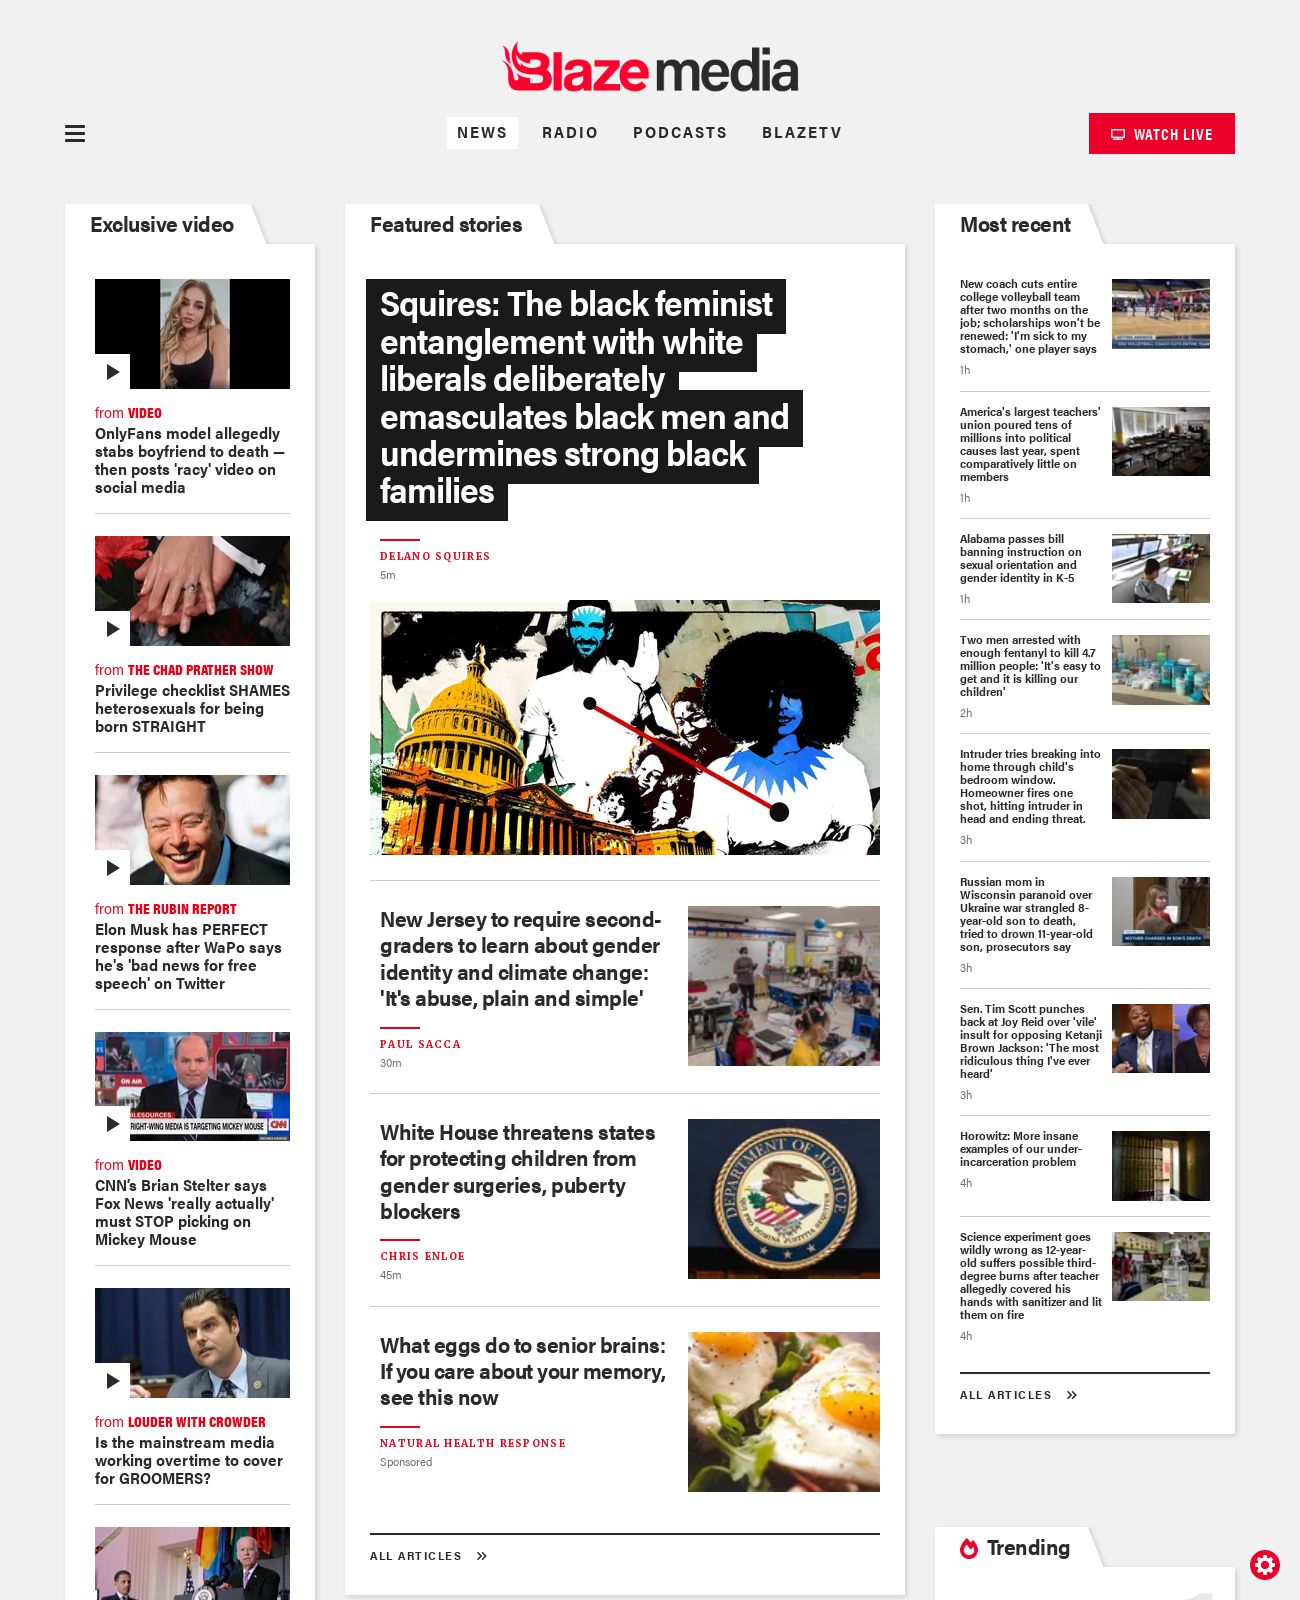 Blaze media
NEWS
RADIO
PODCASTS
BLAZETV
WATCH LIVE
Exclusive video
from VIDEO
OnlyFans model allegedly
stabs boyfriend to death —
then posts 'racy' video on
social media
from THE CHAD PRATHER SHOW
Privilege checklist SHAMES
heterosexuals for being
born STRAIGHT
from THE RUBIN REPORT
Elon Musk has PERFECT
response after WaPo says
he's 'bad news for free
speech' on Twitter
ON AIR
RIGHT-WING MEDIA IS TARGETING MICKEY MOUSE
CNN
from VIDEO
CNN’s Brian Stelter says
Fox News 'really actually'
must STOP picking on
Mickey Mouse
from LOUDER WITH CROWDER
Is the mainstream media
working overtime to cover
for GROOMERS?
Featured stories
Squires: The black feminist
entanglement with white
liberals deliberately
emasculates black men and
undermines strong black
families
DELANO SQUIRES
5m
New Jersey to require second-
graders to learn about gender
identity and climate change:
'It's abuse, plain and simple'
PAUL SACCA
30m
White House threatens states
for protecting children from
gender surgeries, puberty
blockers
CHRIS ENLOE
45m
DEPARTMENT OF JUSTICE
What eggs do to senior brains:
If you care about your memory,
see this now
NATURAL HEALTH RESPONSE
Sponsored
ALL ARTICLES
Most recent
New coach cuts entire
college volleyball team
after two months on the
job; scholarships won't be
renewed: 'I'm sick to my
stomach,' one player says
1h
America's largest teachers'
union poured tens of
millions into political
causes last year, spent
comparatively little on
members
1h
Alabama passes bill
banning instruction on
sexual orientation and
gender identity in K-5
1h
Two men arrested with
enough fentanyl to kill 4.7
million people: 'It's easy to
get and it is killing our
children'
2h
Intruder tries breaking into
home through child's
bedroom window.
Homeowner fires one
shot, hitting intruder in
head and ending threat.
3h
Russian mom in
Wisconsin paranoid over
Ukraine war strangled 8-
year-old son to death,
tried to drown 11-year-old
son, prosecutors say
3h
MOTHER CHARGED IN SON'S DEATH
Sen. Tim Scott punches
back at Joy Reid over 'vile'
insult for opposing Ketanji
Brown Jackson: 'The most
ridiculous thing I've ever
heard'
3h
Horowitz: More insane
examples of our under-
incarceration problem
4h
Science experiment goes
wildly wrong as 12-year-
old suffers possible third-
degree burns after teacher
allegedly covered his
hands with sanitizer and lit
them on fire
4h
ALL ARTICLES
Trending